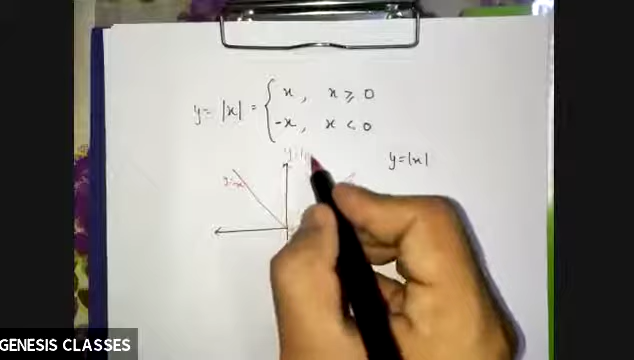 y = |x| = { x, x ≥ 0
-x, x < 0
y = |x|
y=-x
GENESIS CLASSES